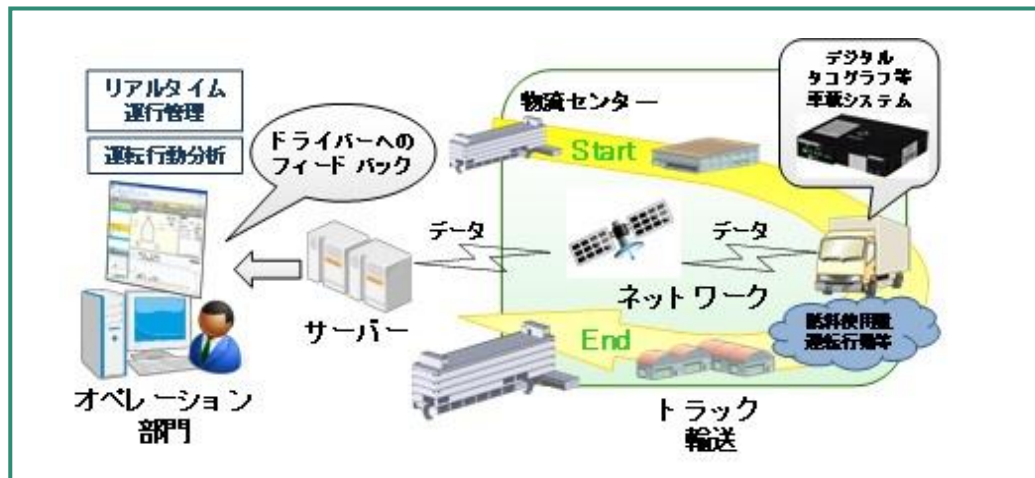 リアルタイム
運行管理
運転行動分析
ドライバーへの
フィードバック
オペレーション
部門
サーバー
データ
物流センター
Start
ネットワーク
データ
デジタル
タコグラフ等
車載システム
燃料使用量
運転行動等
End
トラック
輸送